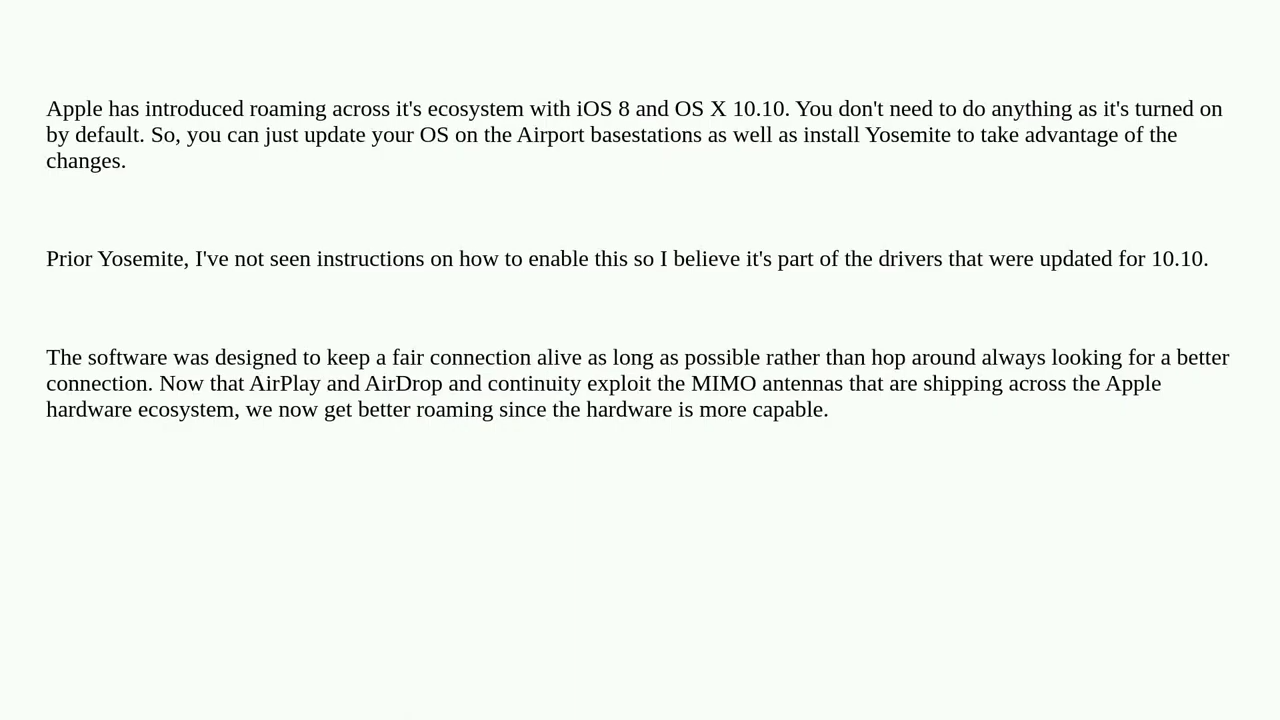 Apple has introduced roaming across it's ecosystem with iOS 8 and OS X 10.10. You don't need to do anything as it's turned on
by default. So, you can just update your OS on the Airport basestations as well as install Yosemite to take advantage of the
changes.
Prior Yosemite, I've not seen instructions on how to enable this so I believe it's part of the drivers that were updated for 10.10.
The software was designed to keep a fair connection alive as long as possible rather than hop around always looking for a better
connection. Now that AirPlay and AirDrop and continuity exploit the MIMO antennas that are shipping across the Apple
hardware ecosystem, we now get better roaming since the hardware is more capable.